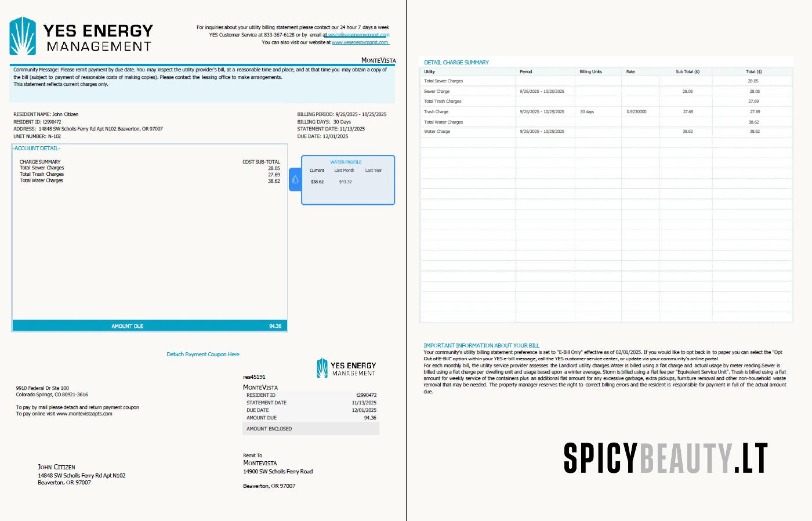 YES ENERGY
MANAGEMENT
For inquiries about your utility billing statement please contact our 24 hour 7 days a week
YES Customer Service at 833-367-6128 or by email at
You can also visit our website at www.yesenergymgmt.com
MONTEVISTA
Community Message: Please remit payment by due date. You may inspect the utility provider's bill, at a reasonable time and place, and at that time you may obtain a copy of
the bill (subject to payment of reasonable costs of making copies). Please contact the leasing office to make arrangements.
This statement reflects current charges only.
RESIDENT NAME: John Citizen
RESIDENT ID: t2990472
ADDRESS: 14848 SW Scholls Ferry Rd Apt N102 Beaverton, OR 97007
UNIT NUMBER: N-102
BILLING PERIOD: 9/25/2025 - 10/25/2025
BILLING DAYS: 30 Days
STATEMENT DATE: 11/13/2025
DUE DATE: 12/01/2025
-ACCOUNT DETAIL-
CHARGE SUMMARY COST SUB-TOTAL
Total Sewer Charges 28.05
Total Trash Charges 27.69
Total Water Charges 38.62
AMOUNT DUE 94.36
WATER PROFILE
Current Last Month Last Year
$38.62
Detach Payment Coupon Here
YES ENERGY
MANAGEMENT
9910 Federal Dr Ste 100
Colorado Springs, CO 80921-3616
To pay by mail please detach and return payment coupon
To pay online visit www.montevistaapts.com
res45191
MONTEVISTA
RESIDENT ID t2990472
STATEMENT DATE 11/13/2025
DUE DATE 12/01/2025
AMOUNT DUE 94.36
AMOUNT ENCLOSED
JOHN CITIZEN
14848 SW Scholls Ferry Rd Apt N102
Beaverton, OR 97007
Remit To
MONTEVISTA
14900 SW Scholls Ferry Road
Beaverton, OR 97007
DETAIL CHARGE SUMMARY
Utility Period Billing Units Rate Sub Total ($) Total ($)
Total Sewer Charges 28.05
Sewer Charge 9/25/2025 - 10/25/2025 28.05 28.05
Total Trash Charges 27.69
Trash Charge 9/25/2025 - 10/25/2025 30 days 0.9230000 27.69 27.69
Total Water Charges 38.62
Water Charge 9/25/2025 - 10/25/2025 38.62 38.62
IMPORTANT INFORMATION ABOUT YOUR BILL
Your community's utility billing statement preference is set to "E-Bill Only" effective as of 02/08/2025. If you would like to opt back in to paper you can select the "Opt
Out of E-Bill" option within your YES e-bill message, call the YES customer service center, or update via your community's online portal
For each monthly bill, the utility service provider assesses the Landlord utility charges.Water is billed using a flat charge and actual usage by meter reading.Sewer is
billed using a flat charge per dwelling unit and usage based upon a winter average. Storm is billed using a flat fee per "Equivalent Service Unit". Trash is billed using a flat
amount for weekly service of the containers plus an additional flat amount for any excessive garbage, extra pickups, furniture removal and other non-household waste
removal that may be needed. The property manager reserves the right to correct billing errors and the resident is responsible for payment in full of the actual amount
due.
SPICYBEAUTY.LT